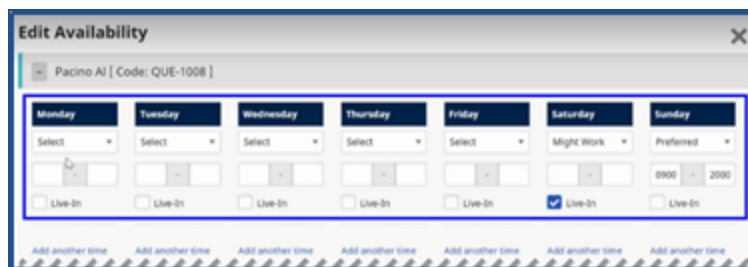 Edit Availability
- Pacino Al [ Code: QUE-1008 ]
Monday Tuesday Wednesday Thursday Friday Saturday Sunday
Select Select Select Select Select Might Work Preferred
- - - - - - 0900 - 2000
Live-In Live-In Live-In Live-In Live-In Live-In Live-In
Add another time Add another time Add another time Add another time Add another time Add another time Add another time